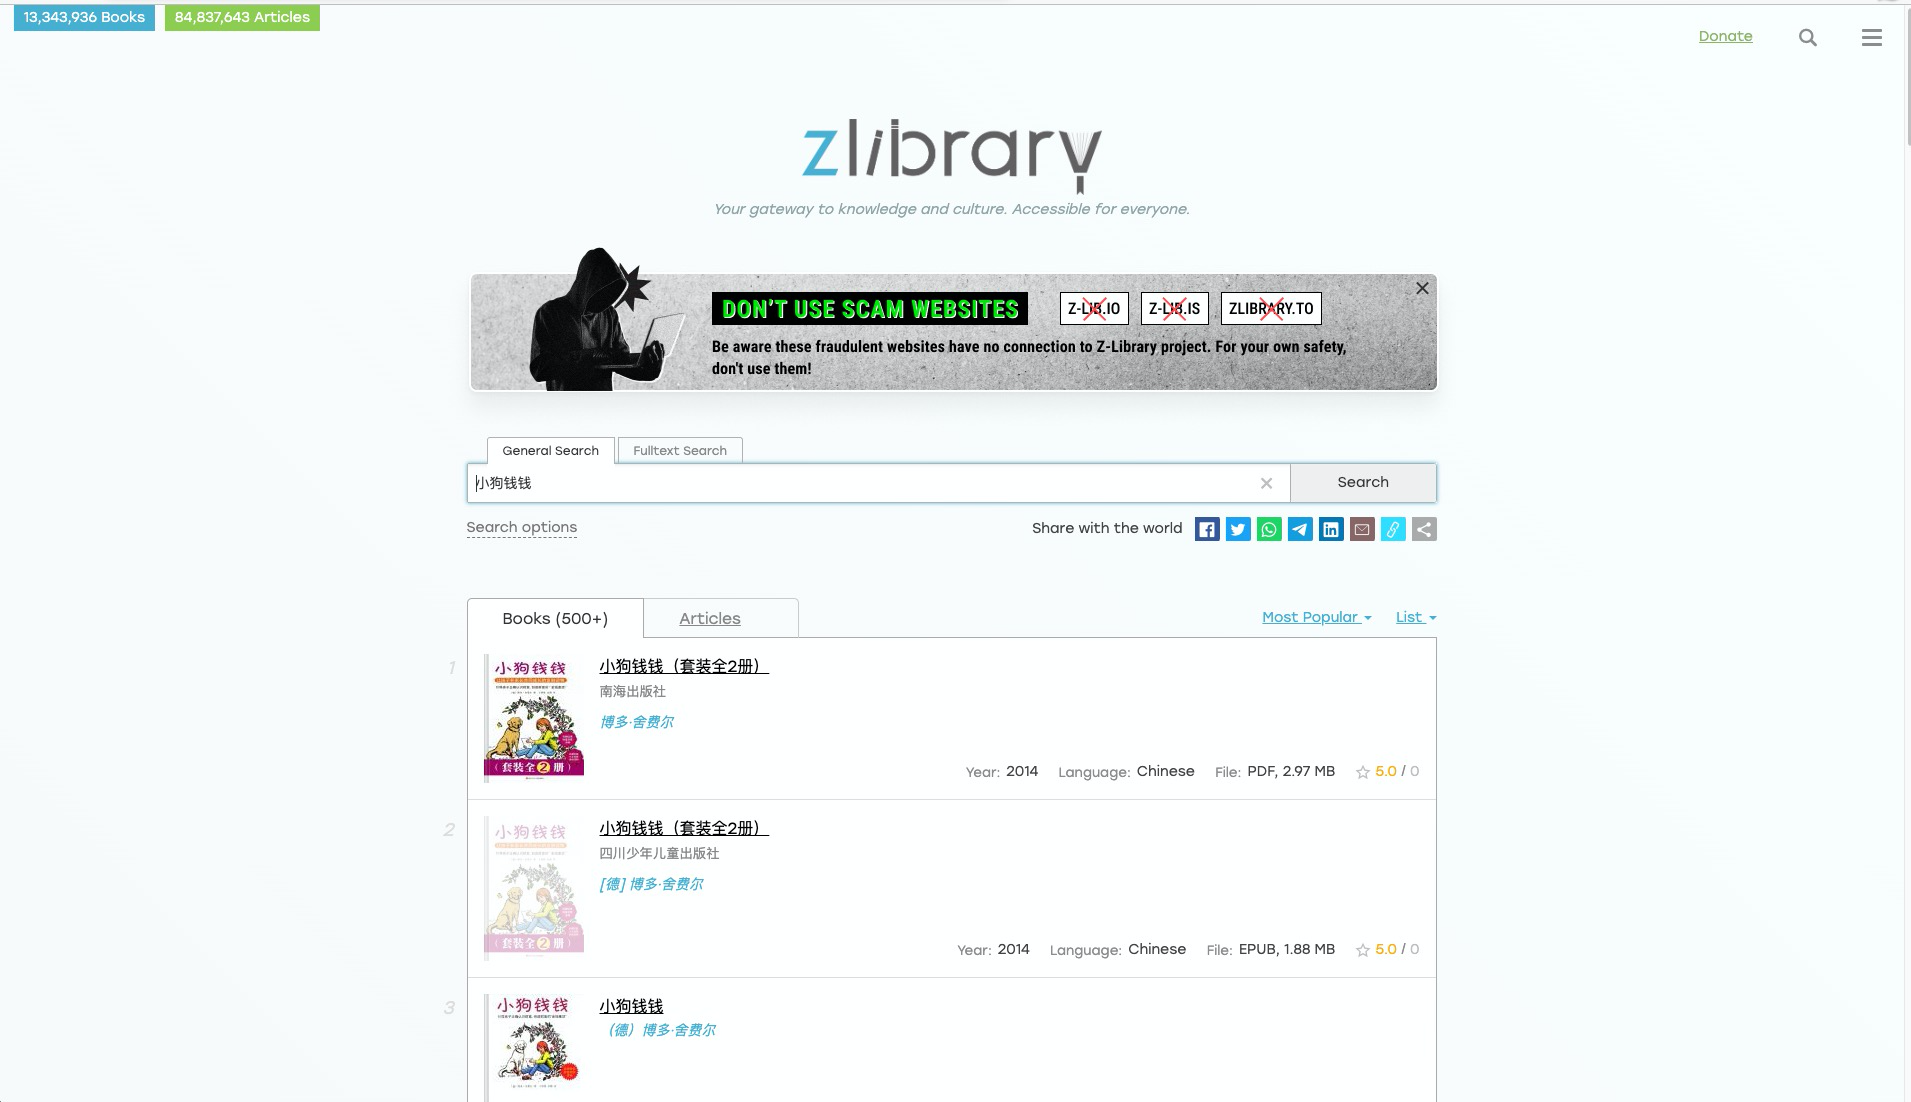 13,343,936 Books
84,837,643 Articles
Donate
zlibrary
Your gateway to knowledge and culture. Accessible for everyone.
DON'T USE SCAM WEBSITES
Z-LIB.IO
Z-LIB.IS
ZLIBRARY.TO
Be aware these fraudulent websites have no connection to Z-Library project. For your own safety,
don't use them!
General Search
Fulltext Search
小狗钱钱
Search
Search options
Share with the world
Books (500+)
Articles
Most Popular
List
1
小狗钱钱
(套装全2册)
小狗钱钱（套装全2册）
南海出版社
博多·舍费尔
Year: 2014 Language: Chinese File: PDF, 2.97 MB 5.0 / 0
2
小狗钱钱
(套装全2册)
小狗钱钱（套装全2册）
四川少年儿童出版社
[德] 博多·舍费尔
Year: 2014 Language: Chinese File: EPUB, 1.88 MB 5.0 / 0
3
小狗钱钱
小狗钱钱
（德）博多·舍费尔